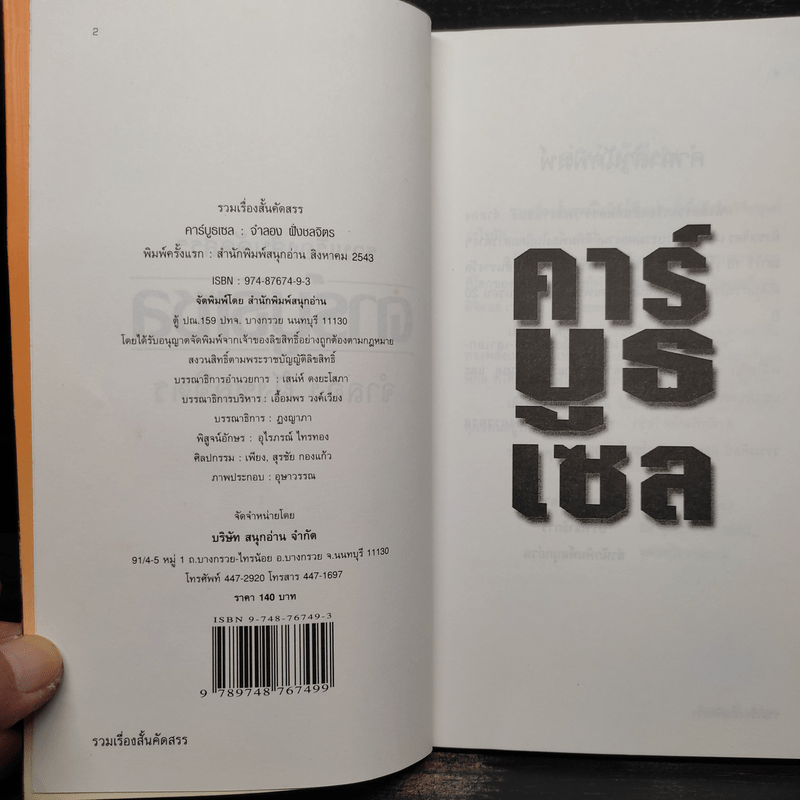 2
รวมเรื่องสั้นคัดสรร
คาร์บูธเซล : จำลอง ฝั่งชลจิตร
พิมพ์ครั้งแรก : สำนักพิมพ์สนุกอ่าน สิงหาคม 2543
ISBN : 974-87674-9-3
จัดพิมพ์โดย สำนักพิมพ์สนุกอ่าน
ตู้ ปณ.159 ปทจ. บางกรวย นนทบุรี 11130
โดยได้รับอนุญาตจัดพิมพ์จากเจ้าของลิขสิทธิ์อย่างถูกต้องตามกฎหมาย
สงวนสิทธิ์ตามพระราชบัญญัติลิขสิทธิ์
บรรณาธิการอำนวยการ : เสน่ห์ ดงยะโสภา
บรรณาธิการบริหาร : เอื้อมพร วงค์เวียง
บรรณาธิการ : ภูงญาภา
พิสูจน์อักษร : อุไรภรณ์ ไทรทอง
ศิลปกรรม : เพียง, สุรชัย กองแก้ว
ภาพประกอบ : อุษาวรรณ
จัดจำหน่ายโดย
บริษัท สนุกอ่าน จำกัด
91/4-5 หมู่ 1 ถ.บางกรวย-ไทรน้อย อ.บางกรวย จ.นนทบุรี 11130
โทรศัพท์ 447-2920 โทรสาร 447-1697
ราคา 140 บาท
ISBN 9-748-76749-3
9 789748 767499
รวมเรื่องสั้นคัดสรร
คาร์
บูธ
เซล